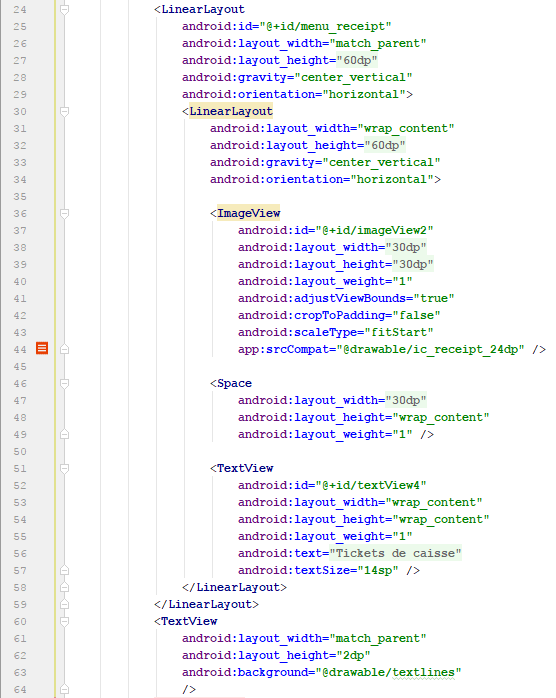 24 <LinearLayout
25 android:id="@+id/menu_receipt"
26 android:layout_width="match_parent"
27 android:layout_height="60dp"
28 android:gravity="center_vertical"
29 android:orientation="horizontal">
30 <LinearLayout
31 android:layout_width="wrap_content"
32 android:layout_height="60dp"
33 android:gravity="center_vertical"
34 android:orientation="horizontal">
35
36 <ImageView
37 android:id="@+id/imageView2"
38 android:layout_width="30dp"
39 android:layout_height="30dp"
40 android:layout_weight="1"
41 android:adjustViewBounds="true"
42 android:cropToPadding="false"
43 android:scaleType="fitStart"
44 app:srcCompat="@drawable/ic_receipt_24dp" />
45
46 <Space
47 android:layout_width="30dp"
48 android:layout_height="wrap_content"
49 android:layout_weight="1" />
50
51 <TextView
52 android:id="@+id/textView4"
53 android:layout_width="wrap_content"
54 android:layout_height="wrap_content"
55 android:layout_weight="1"
56 android:text="Tickets de caisse"
57 android:textSize="14sp" />
58 </LinearLayout>
59 </LinearLayout>
60 <TextView
61 android:layout_width="match_parent"
62 android:layout_height="2dp"
63 android:background="@drawable/textlines"
64 />